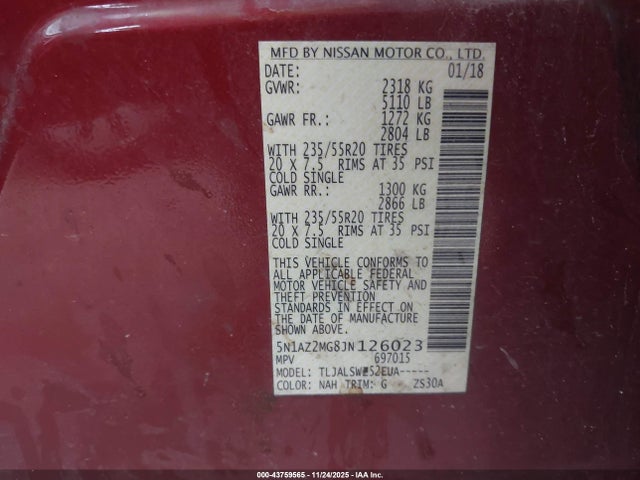 MFD BY NISSAN MOTOR CO., LTD.
DATE: 01/18
GVWR: 2318 KG
5110 LB
GAWR FR.: 1272 KG
2804 LB
WITH 235/55R20 TIRES
20 X 7.5 RIMS AT 35 PSI
COLD SINGLE
GAWR RR.: 1300 KG
2866 LB
WITH 235/55R20 TIRES
20 X 7.5 RIMS AT 35 PSI
COLD SINGLE
THIS VEHICLE CONFORMS TO
ALL APPLICABLE FEDERAL
MOTOR VEHICLE SAFETY AND
THEFT PREVENTION
STANDARDS IN EFFECT ON
THE DATE OF MANUFACTURE
SHOWN ABOVE.
5N1AZ2MG8JN126023
MPV 697015
MODEL: TLJALSWZ52EUA-----
COLOR: NAH TRIM: G ZS30A
000-43759565 - 11/24/2025 - IAA Inc.